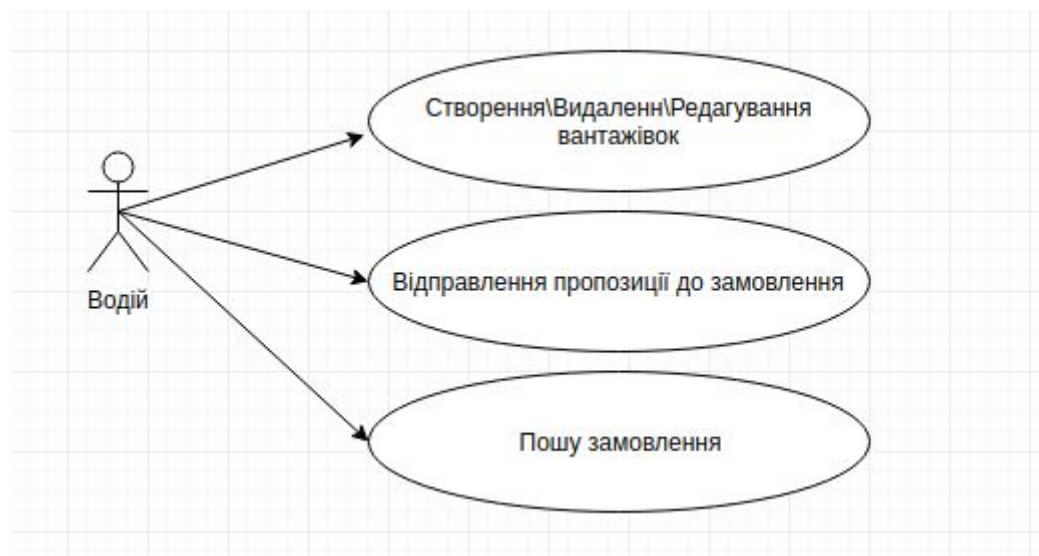 Створення\Видаленн\Редагування
вантажівок
Водій
Відправлення пропозиції до замовлення
Пошу замовлення